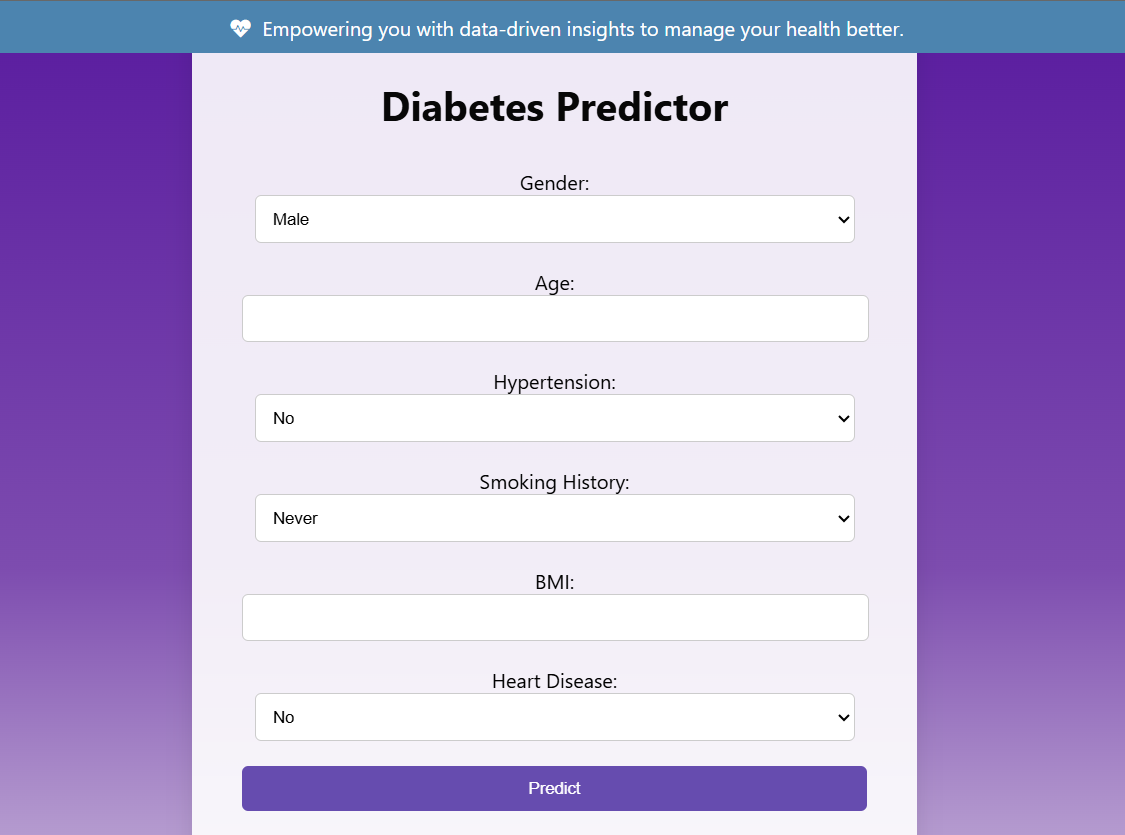 Empowering you with data-driven insights to manage your health better.
Diabetes Predictor
Gender:
Male
Age:
Hypertension:
No
Smoking History:
Never
BMI:
Heart Disease:
No
Predict